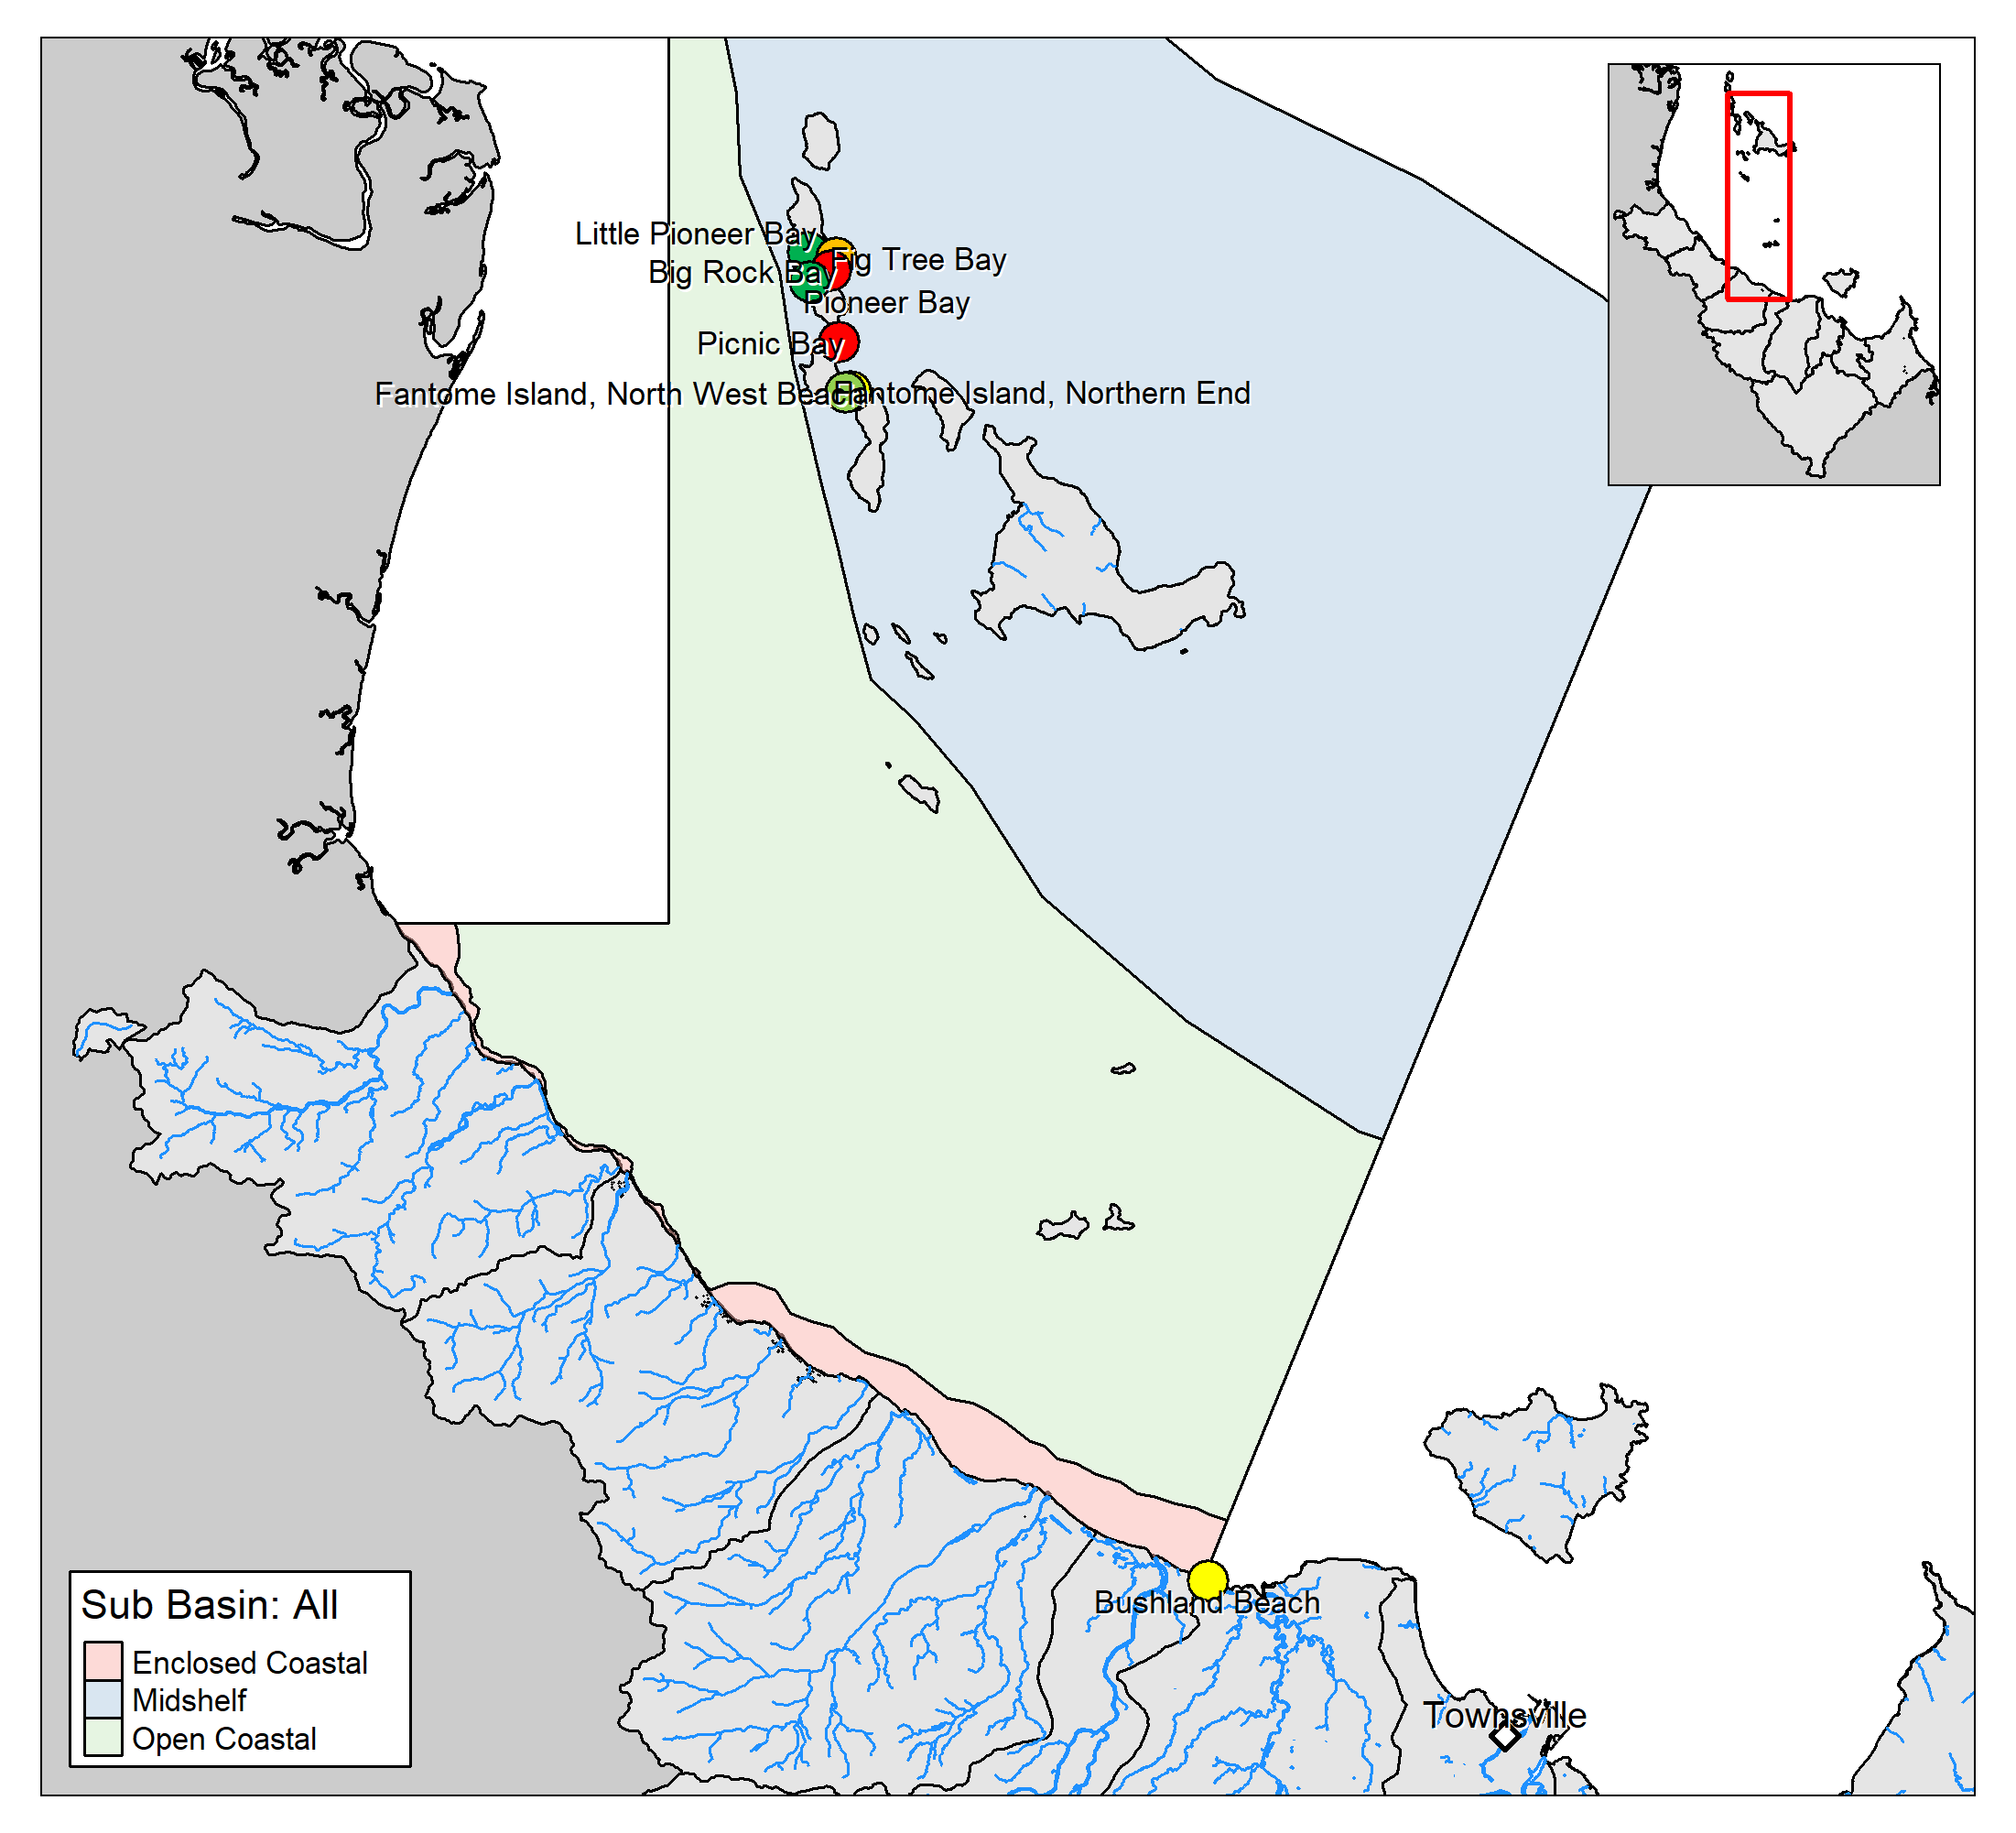 Little Pioneer Bay
Fig Tree Bay
Big Rock Bay
Pioneer Bay
Picnic Bay
Fantome Island, North West Beach
Fantome Island, Northern End
Bushland Beach
Townsville
Sub Basin: All
Enclosed Coastal
Midshelf
Open Coastal